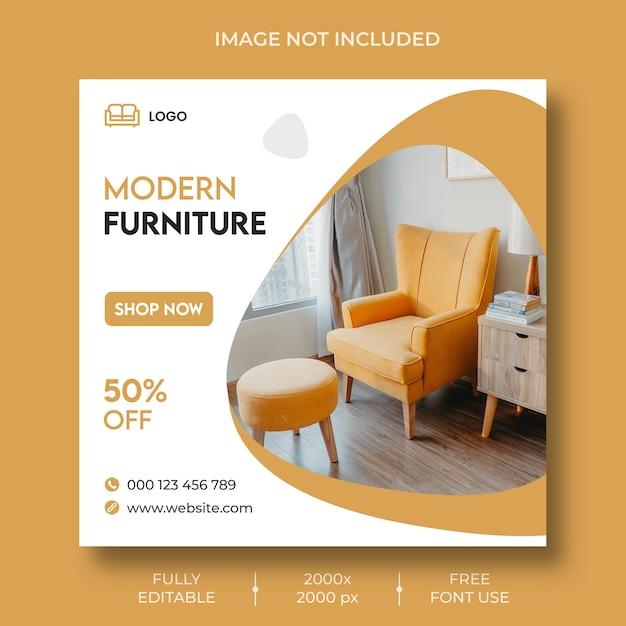 IMAGE NOT INCLUDED
LOGO
MODERN
FURNITURE
SHOP NOW
50%
OFF
000 123 456 789
www.website.com
FULLY
EDITABLE
2000x
2000 px
FREE
FONT USE